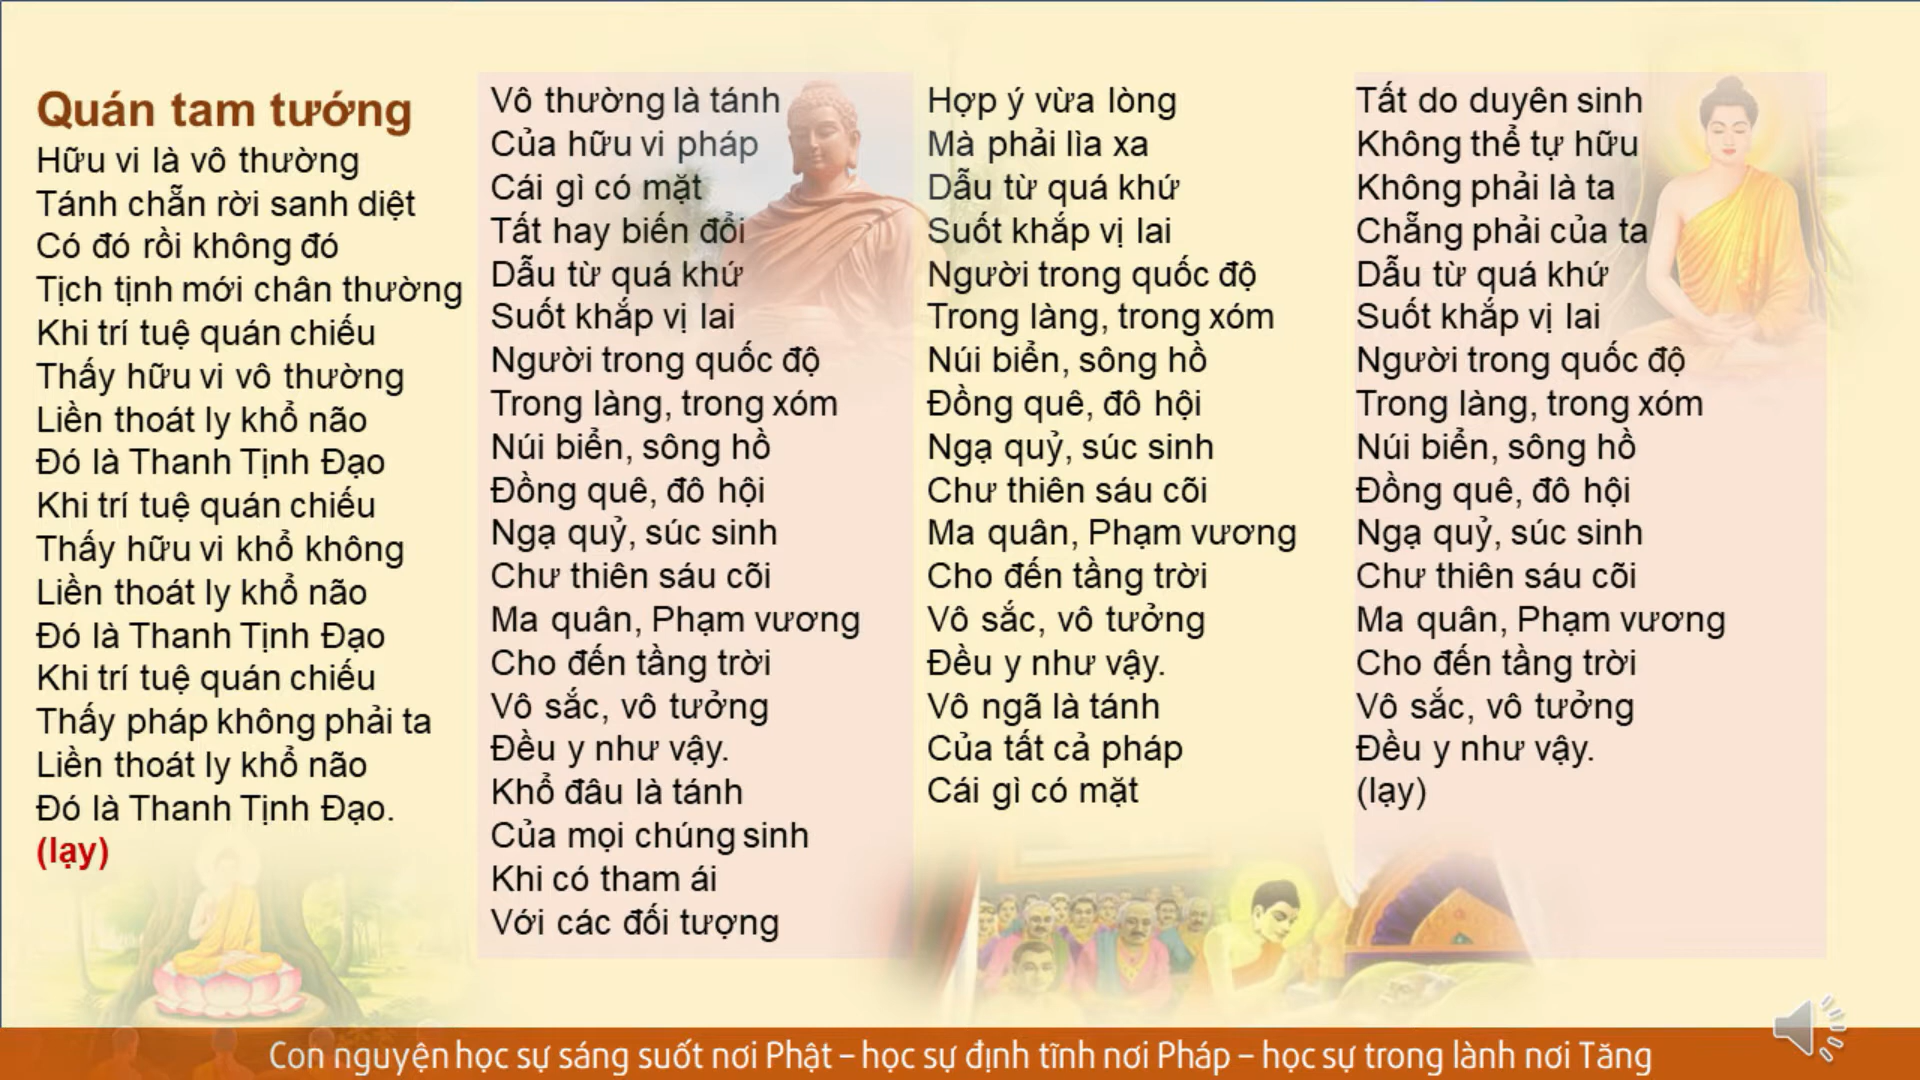 Quán tam tướng
Hữu vi là vô thường
Tánh chẵn rời sanh diệt
Có đó rồi không đó
Tịch tịnh mới chân thường
Khi trí tuệ quán chiếu
Thấy hữu vi vô thường
Liền thoát ly khổ não
Đó là Thanh Tịnh Đạo
Khi trí tuệ quán chiếu
Thấy hữu vi khổ không
Liền thoát ly khổ não
Đó là Thanh Tịnh Đạo
Khi trí tuệ quán chiếu
Thấy pháp không phải ta
Liền thoát ly khổ não
Đó là Thanh Tịnh Đạo.
(lạy)
Vô thường là tánh
Của hữu vi pháp
Cái gì có mặt
Tất hay biến đổi
Dẫu từ quá khứ
Suốt khắp vị lai
Người trong quốc độ
Trong làng, trong xóm
Núi biển, sông hồ
Đồng quê, đô hội
Ngạ quỷ, súc sinh
Chư thiên sáu cõi
Ma quân, Phạm vương
Cho đến tầng trời
Vô sắc, vô tưởng
Đều y như vậy.
Khổ đâu là tánh
Của mọi chúng sinh
Khi có tham ái
Với các đối tượng
Hợp ý vừa lòng
Mà phải lìa xa
Dẫu từ quá khứ
Suốt khắp vị lai
Người trong quốc độ
Trong làng, trong xóm
Núi biển, sông hồ
Đồng quê, đô hội
Ngạ quỷ, súc sinh
Chư thiên sáu cõi
Ma quân, Phạm vương
Cho đến tầng trời
Vô sắc, vô tưởng
Đều y như vậy.
Vô ngã là tánh
Của tất cả pháp
Cái gì có mặt
Tất do duyên sinh
Không thể tự hữu
Không phải là ta
Chẵng phải của ta
Dẫu từ quá khứ
Suốt khắp vị lai
Người trong quốc độ
Trong làng, trong xóm
Núi biển, sông hồ
Đồng quê, đô hội
Ngạ quỷ, súc sinh
Chư thiên sáu cõi
Ma quân, Phạm vương
Cho đến tầng trời
Vô sắc, vô tưởng
Đều y như vậy.
(lạy)
Con nguyện học sự sáng suốt nơi Phật – học sự định tĩnh nơi Pháp – học sự trong lành nơi Tăng